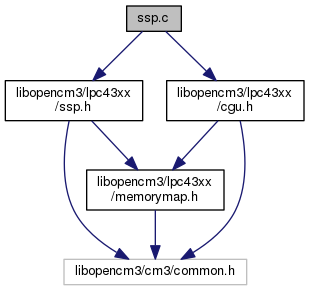 ssp.c
libopencm3/lpc43xx
/ssp.h
libopencm3/lpc43xx
/cgu.h
libopencm3/lpc43xx
/memorymap.h
libopencm3/cm3/common.h